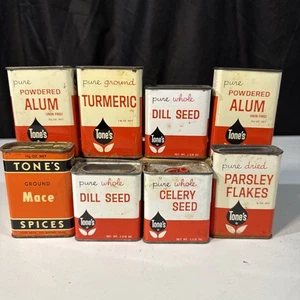 pure
POWDERED
ALUM
Tone's
pure ground
TURMERIC
Tone's
pure whole
DILL SEED
Tone's
pure
POWDERED
ALUM
Tone's
TONE'S
GROUND
Mace
SPICES
pure whole
DILL SEED
Tone's
pure whole
CELERY
SEED
Tone's
pure dried
PARSLEY
FLAKES
Tone's